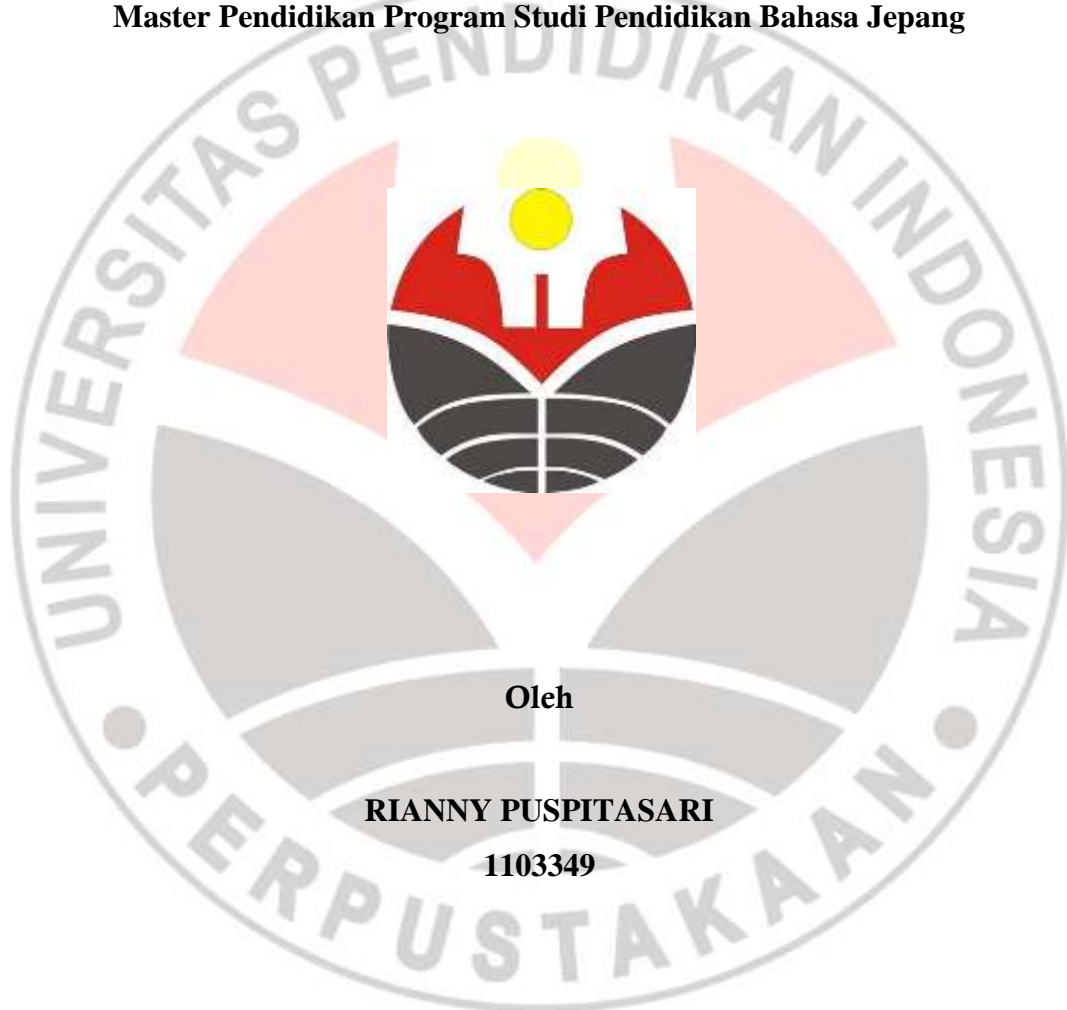 Master Pendidikan Program Studi Pendidikan Bahasa Jepang
UNIVERSITAS PENDIDIKAN INDONESIA
Oleh
RIANNY PUSPITASARI
1103349
PERPUSTAKAAN